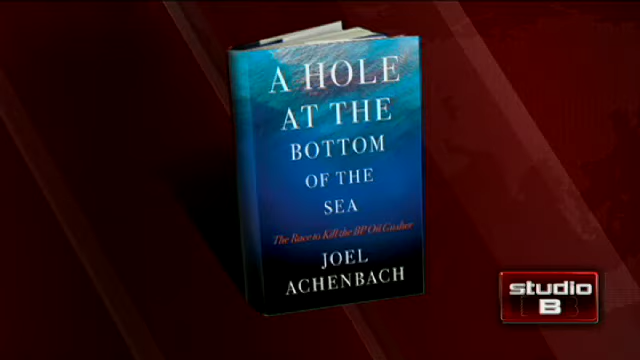 A HOLE
AT THE
BOTTOM
OF THE
SEA
The Race to Kill the BP Oil Gusher
JOEL
ACHENBACH
studio
B